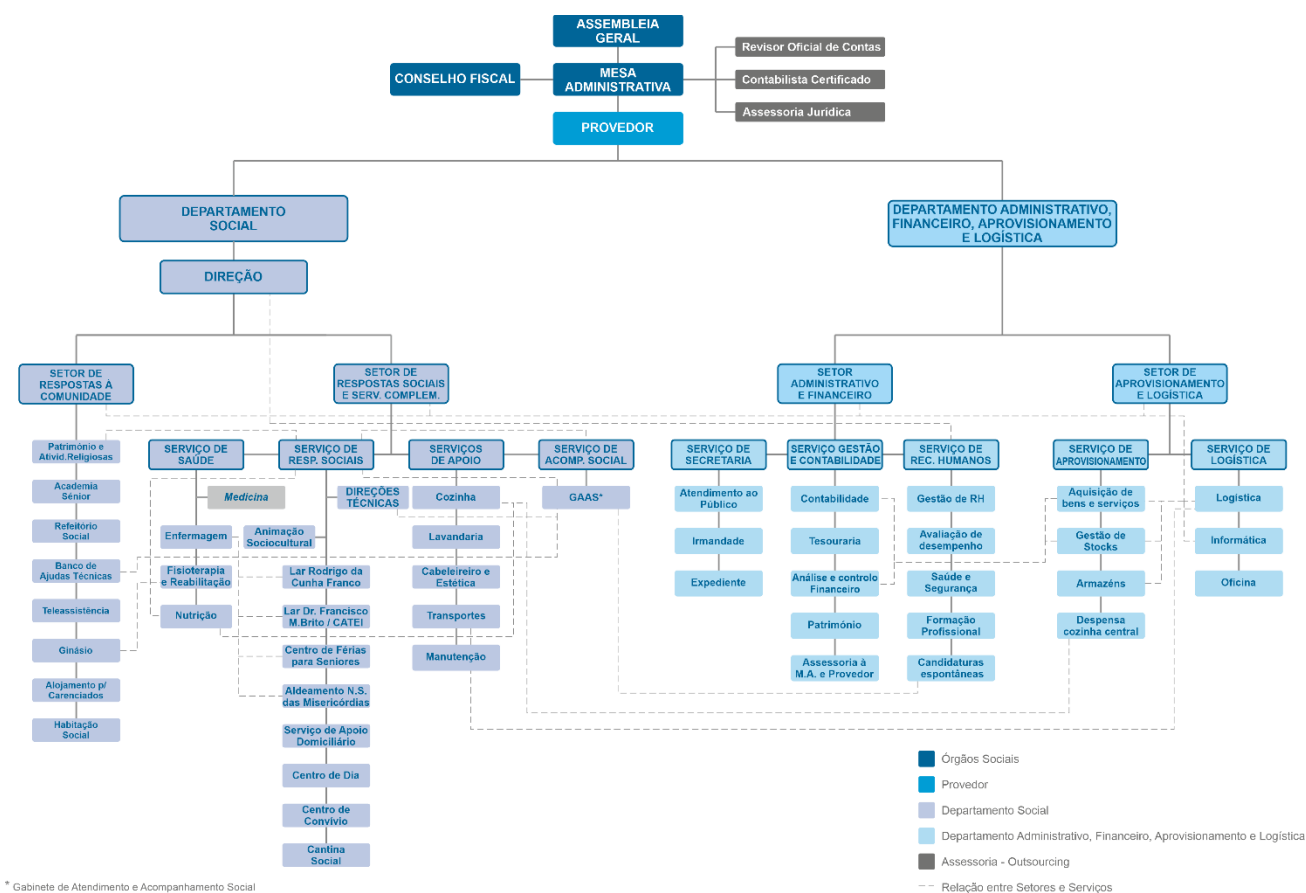 ASSEMBLEIA
GERAL
Revisor Oficial de Contas
CONSELHO FISCAL
MESA
ADMINISTRATIVA
Contabilista Certificado
Assessoria Jurídica
PROVEDOR
DEPARTAMENTO
SOCIAL
DEPARTAMENTO ADMINISTRATIVO,
FINANCEIRO, APROVISIONAMENTO
E LOGÍSTICA
DIREÇÃO
SETOR DE
RESPOSTAS À
COMUNIDADE
SETOR DE
RESPOSTAS SOCIAIS
E SERV. COMPLEM.
SETOR
ADMINISTRATIVO
E FINANCEIRO
SETOR DE
APROVISIONAMENTO
E LOGÍSTICA
Património e
Ativid.Religiosas
Academia
Sénior
Refeitório
Social
Banco de
Ajudas Técnicas
Teleassistência
Ginásio
Alojamento p/
Carenciados
Habitação
Social
SERVIÇO DE
SAÚDE
Medicina
Enfermagem
Fisioterapia
e Reabilitação
Nutrição
SERVIÇO DE
RESP. SOCIAIS
DIREÇÕES
TÉCNICAS
Animação
Sociocultural
Lar Rodrigo da
Cunha Franco
Lar Dr. Francisco
M.Brito / CATEI
Centro de Férias
para Seniores
Aldeamento N.S.
das Misericórdias
Serviço de Apoio
Domiciliário
Centro de Dia
Centro de
Convívio
Cantina
Social
SERVIÇOS
DE APOIO
Cozinha
Lavandaria
Cabeleireiro e
Estética
Transportes
Manutenção
SERVIÇO DE
ACOMP. SOCIAL
GAAS*
SERVIÇO DE
SECRETARIA
Atendimento ao
Público
Irmandade
Expediente
SERVIÇO GESTÃO
E CONTABILIDADE
Contabilidade
Tesouraria
Análise e controlo
Financeiro
Património
Assessoria à
M.A. e Provedor
SERVIÇO DE
REC. HUMANOS
Gestão de RH
Avaliação de
desempenho
Saúde e
Segurança
Formação
Profissional
Candidaturas
espontâneas
SERVIÇO DE
APROVISIONAMENTO
Aquisição de
bens e serviços
Gestão de
Stocks
Armazéns
Despensa
cozinha central
SERVIÇO DE
LOGÍSTICA
Logística
Informática
Oficina
Órgãos Sociais
Provedor
Departamento Social
Departamento Administrativo, Financeiro, Aprovisionamento e Logística
Assessoria - Outsourcing
Relação entre Setores e Serviços
* Gabinete de Atendimento e Acompanhamento Social